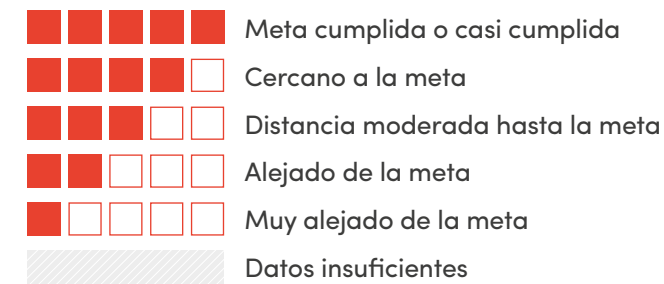 Meta cumplida o casi cumplida
Cercano a la meta
Distancia moderada hasta la meta
Alejado de la meta
Muy alejado de la meta
Datos insuficientes